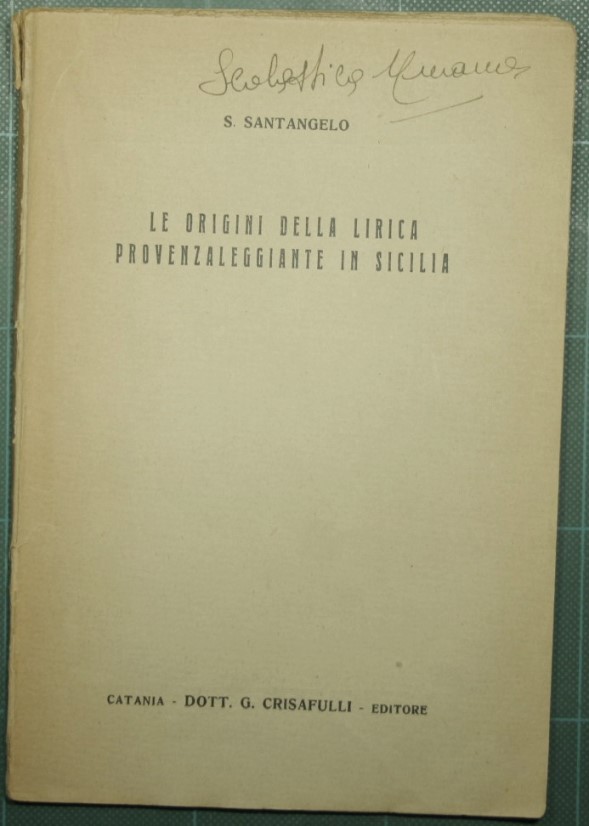 Scolastica
S. SANTANGELO
LE ORIGINI DELLA LIRICA
PROVENZALEGGIANTE IN SICILIA
CATANIA - DOTT. G. CRISAFULLI - EDITORE